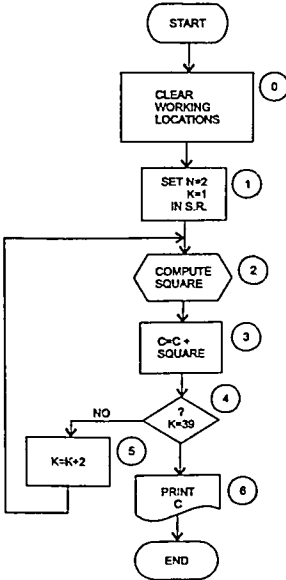 START
0
CLEAR
WORKING
LOCATIONS
1
SET N=2
K=1
IN S.R.
COMPUTE
SQUARE
2
C=C +
SQUARE
3
4
?
K=39
NO
K=K+2
5
PRINT
C
6
END